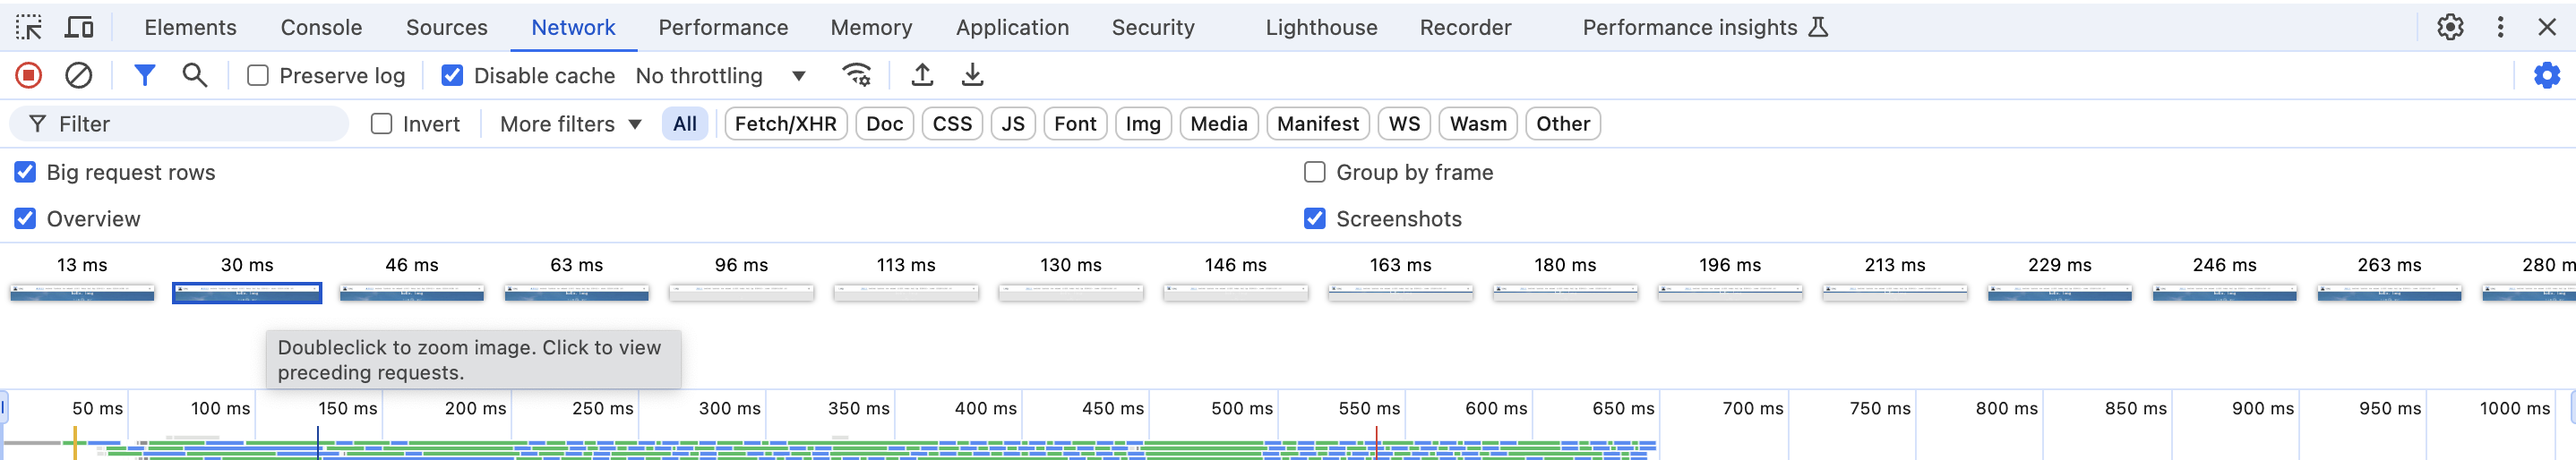 Elements Console Sources Network Performance Memory Application Security Lighthouse Recorder Performance insights
Preserve log Disable cache No throttling
Filter Invert More filters All Fetch/XHR Doc CSS JS Font Img Media Manifest WS Wasm Other
Big request rows Group by frame
Overview Screenshots
13 ms 30 ms 46 ms 63 ms 96 ms 113 ms 130 ms 146 ms 163 ms 180 ms 196 ms 213 ms 229 ms 246 ms 263 ms 280 m
Doubleclick to zoom image. Click to view
preceding requests.
50 ms 100 ms 150 ms 200 ms 250 ms 300 ms 350 ms 400 ms 450 ms 500 ms 550 ms 600 ms 650 ms 700 ms 750 ms 800 ms 850 ms 900 ms 950 ms 1000 ms